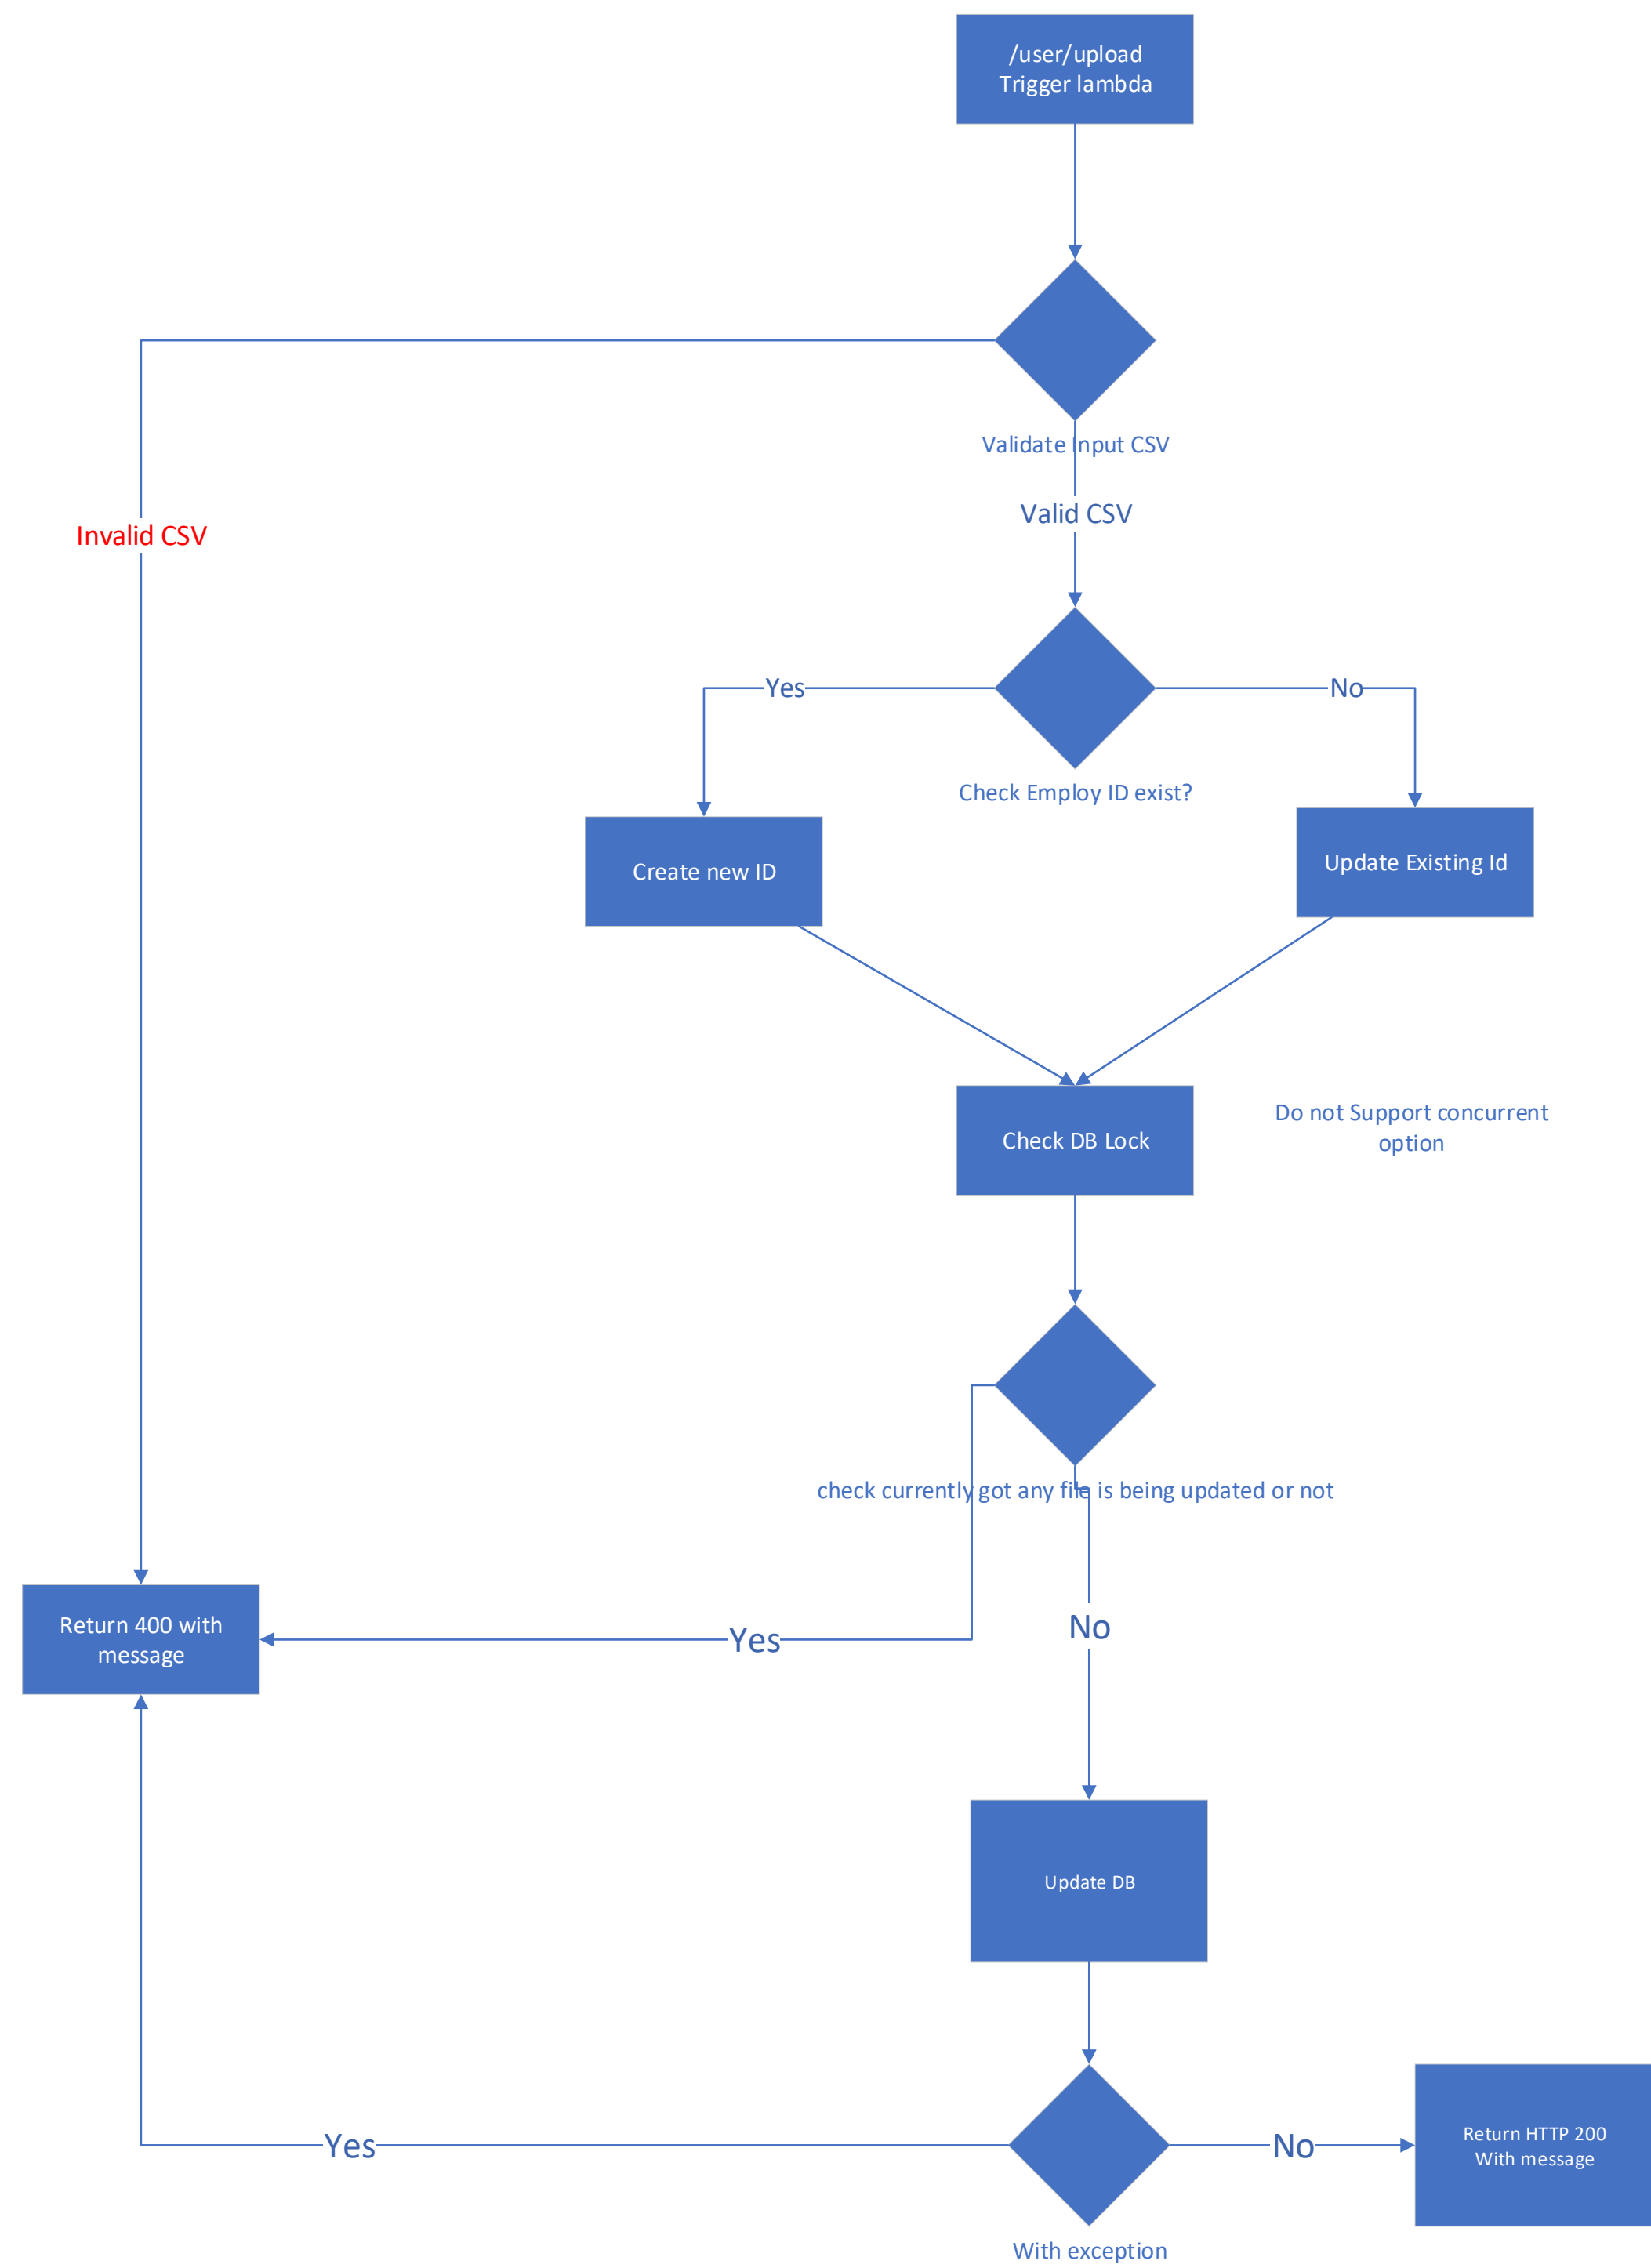 /user/upload
Trigger lambda
Validate Input CSV
Valid CSV
Invalid CSV
Yes
No
Check Employ ID exist?
Create new ID
Update Existing Id
Check DB Lock
Do not Support concurrent
option
check currently got any file is being updated or not
Return 400 with
message
Yes
No
Update DB
Yes
No
Return HTTP 200
With message
With exception